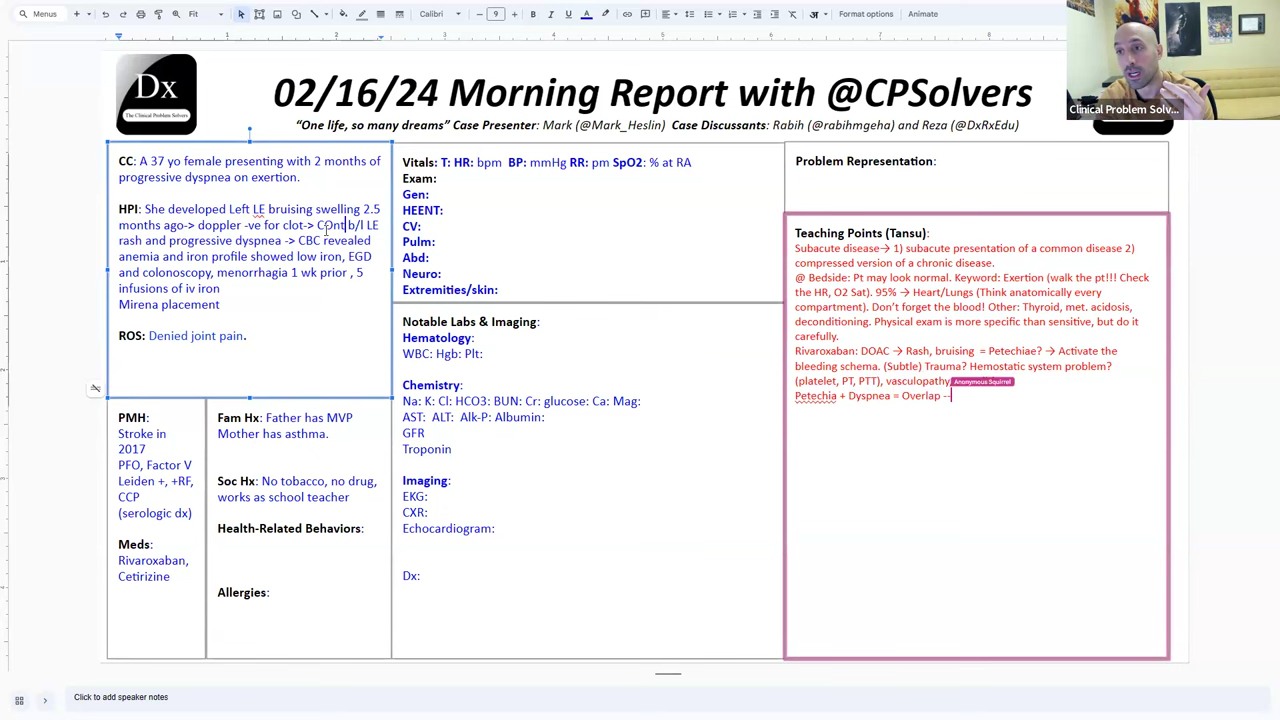 Menus
Fit
Calibri
9
B
I
U
A
Format options
Animate
1
2
3
4
5
6
7
8
Dx
The Clinical Problem Solvers
02/16/24 Morning Report with @CPSolvers
“One life, so many dreams” Case Presenter: Mark (@Mark_Heslin) Case Discussants: Rabih (@rabihmgeha) and Reza (@DxRxEdu)
Clinical Problem Solv...
CC: A 37 yo female presenting with 2 months of
progressive dyspnea on exertion.
HPI: She developed Left LE bruising swelling 2.5
months ago-> doppler -ve for clot-> COnt b/l LE
rash and progressive dyspnea -> CBC revealed
anemia and iron profile showed low iron, EGD
and colonoscopy, menorrhagia 1 wk prior , 5
infusions of iv iron
Mirena placement
ROS: Denied joint pain.
PMH:
Stroke in
2017
PFO, Factor V
Leiden +, +RF,
CCP
(serologic dx)
Meds:
Rivaroxaban,
Cetirizine
Fam Hx: Father has MVP
Mother has asthma.
Soc Hx: No tobacco, no drug,
works as school teacher
Health-Related Behaviors:
Allergies:
Vitals: T: HR: bpm BP: mmHg RR: pm SpO2: % at RA
Exam:
Gen:
HEENT:
CV:
Pulm:
Abd:
Neuro:
Extremities/skin:
Notable Labs & Imaging:
Hematology:
WBC: Hgb: Plt:
Chemistry:
Na: K: Cl: HCO3: BUN: Cr: glucose: Ca: Mag:
AST: ALT: Alk-P: Albumin:
GFR
Troponin
Imaging:
EKG:
CXR:
Echocardiogram:
Dx:
Problem Representation:
Teaching Points (Tansu):
Subacute disease→ 1) subacute presentation of a common disease 2)
compressed version of a chronic disease.
@ Bedside: Pt may look normal. Keyword: Exertion (walk the pt!!! Check
the HR, O2 Sat). 95% → Heart/Lungs (Think anatomically every
compartment). Don’t forget the blood! Other: Thyroid, met. acidosis,
deconditioning. Physical exam is more specific than sensitive, but do it
carefully.
Rivaroxaban: DOAC → Rash, bruising = Petechiae? → Activate the
bleeding schema. (Subtle) Trauma? Hemostatic system problem?
(platelet, PT, PTT), vasculopathy
Anonymous Squirrel
Petechia + Dyspnea = Overlap --
Click to add speaker notes